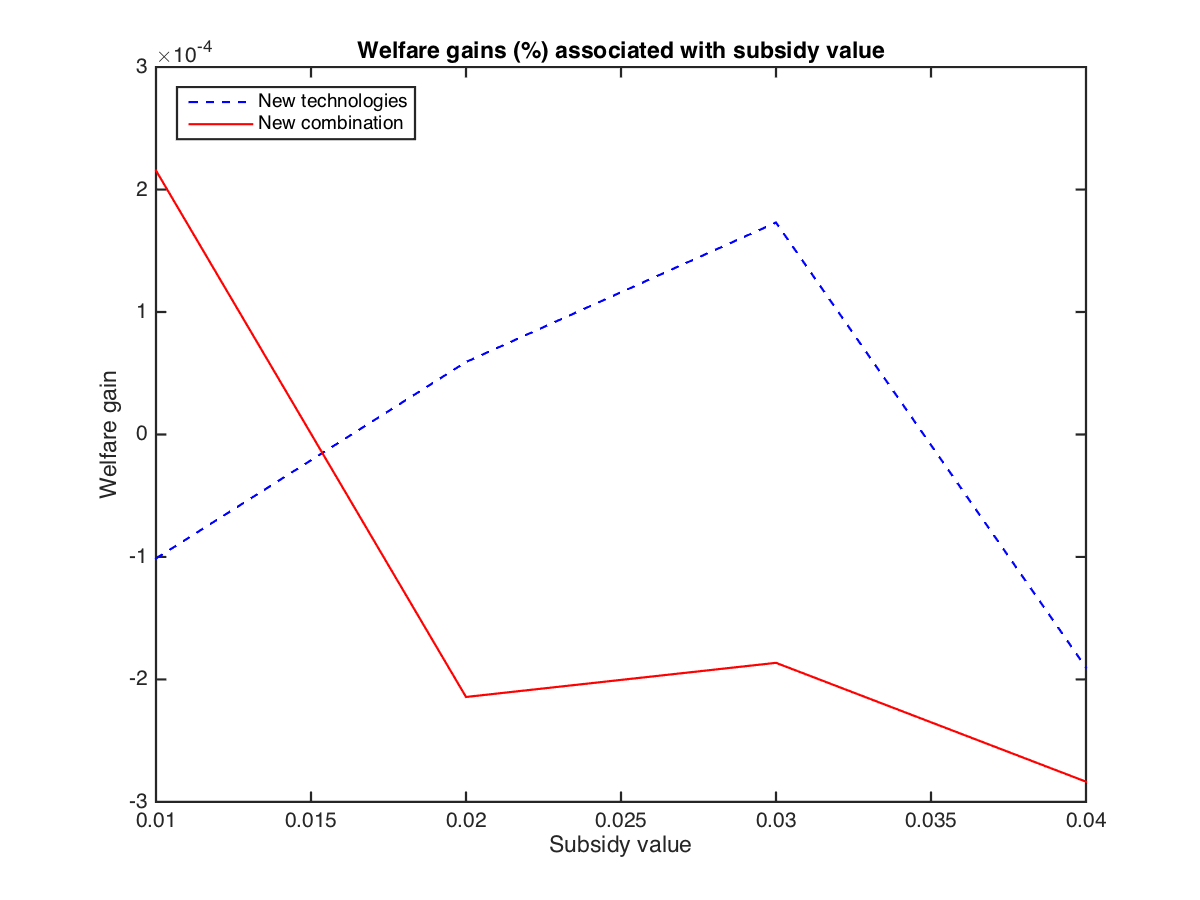 Welfare gains (%) associated with subsidy value
×10-4
New technologies
New combination
3
2
1
0
-1
-2
-3
Welfare gain
0.01 0.015 0.02 0.025 0.03 0.035 0.04
Subsidy value